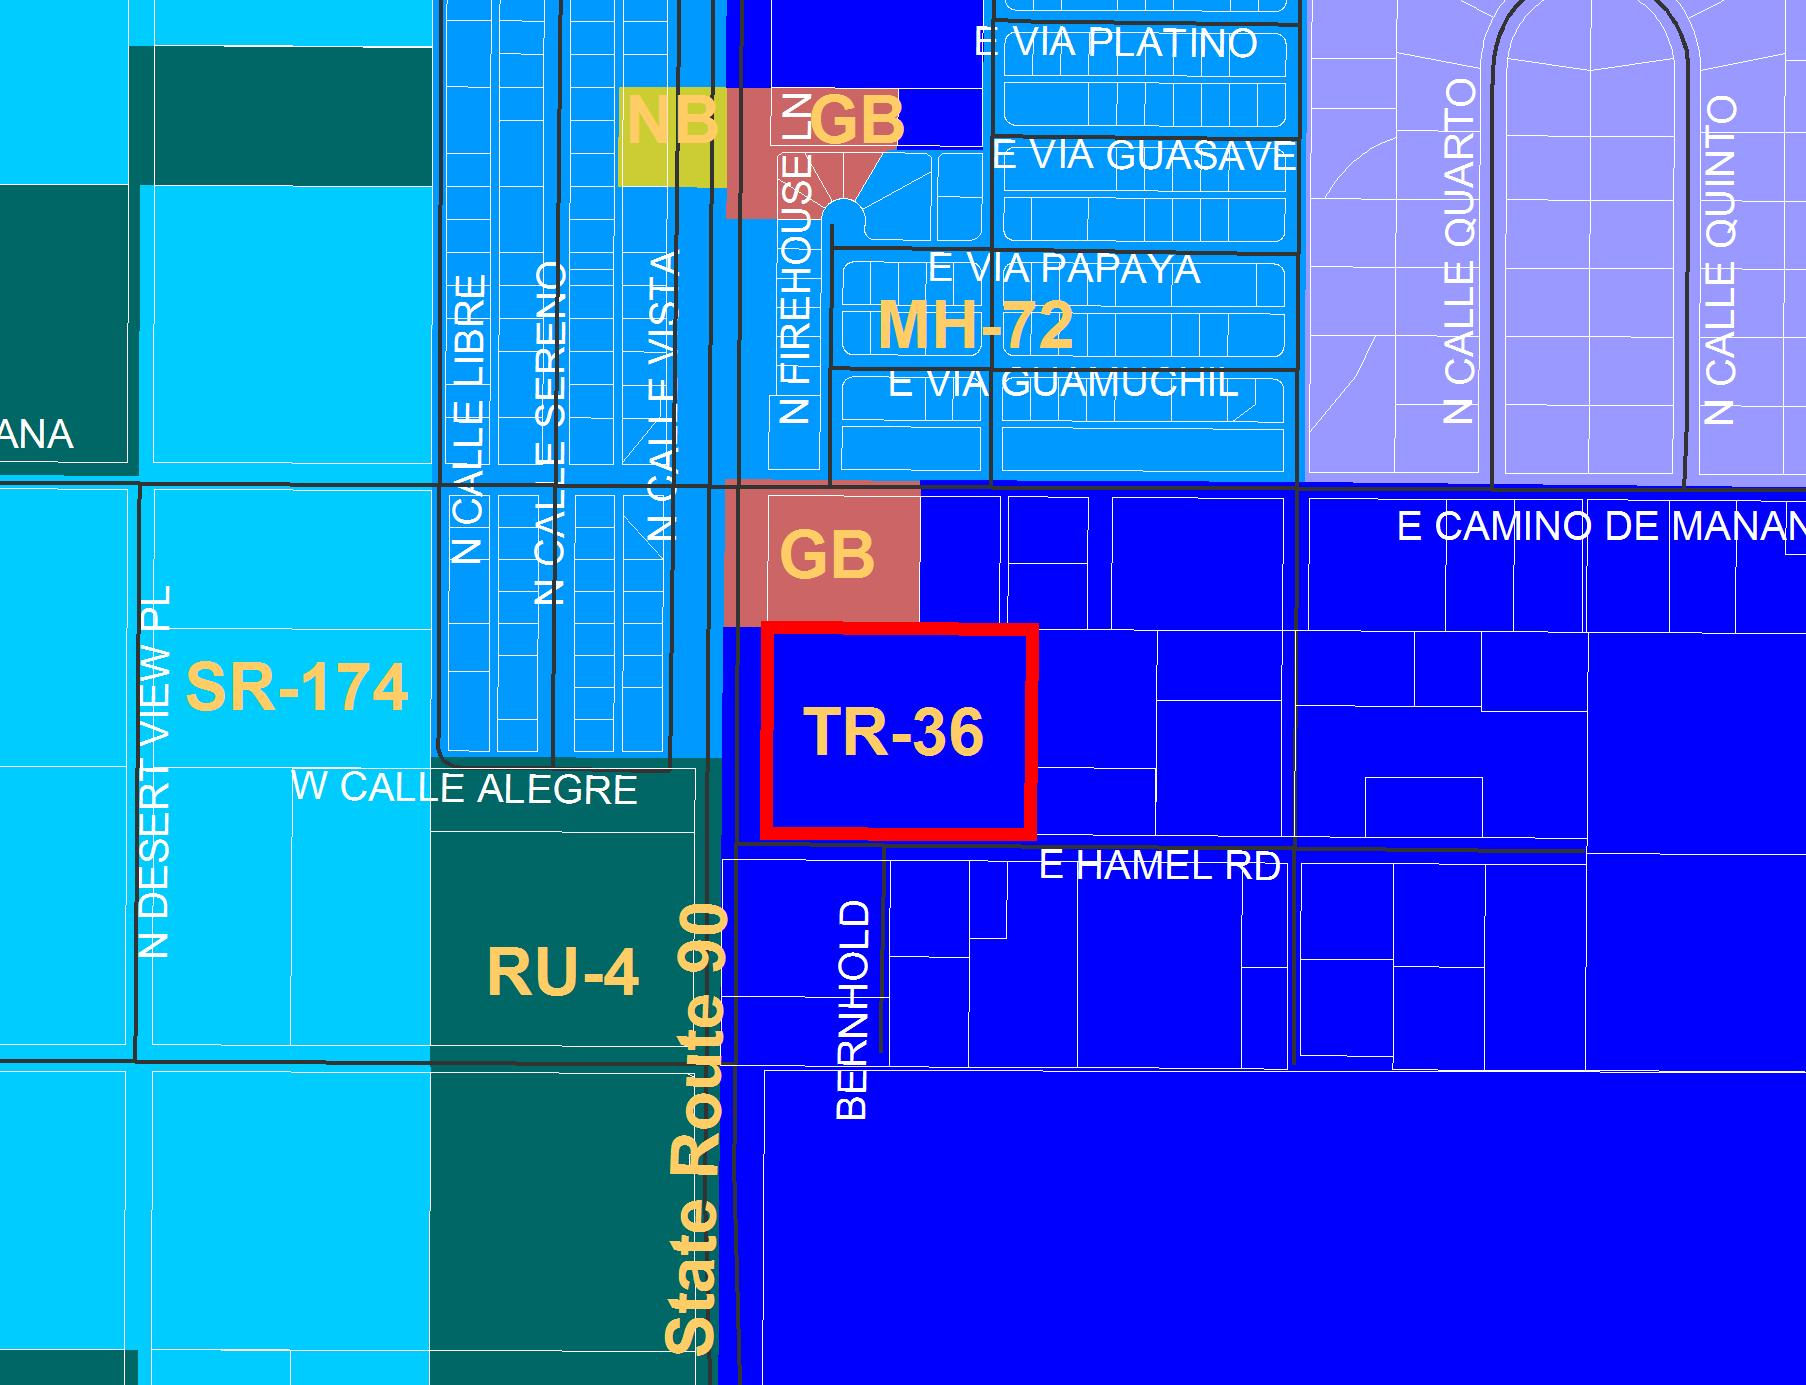 E VIA PLATINO
NB
GB
E VIA GUASAVE
N CALLE QUARTO
N CALLE QUINTO
N FIREHOUSE LN
E VIA PAPAYA
MH-72
E VIA GUAMUCHIL
N CALLE LIBRE
N CALLE SERENO
N CALLE VISTA
ANA
GB
E CAMINO DE MANAN
N DESERT VIEW PL
SR-174
TR-36
W CALLE ALEGRE
E HAMEL RD
RU-4
State Route 90
BERNHOLD